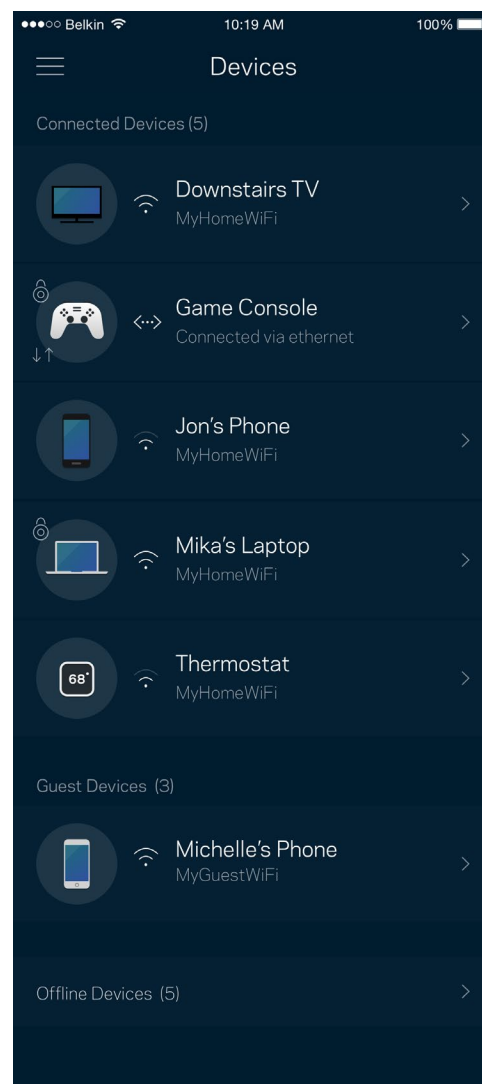 Belkin 10:19 AM 100%
Devices
Connected Devices (5)
Downstairs TV
MyHomeWiFi
Game Console
Connected via ethernet
Jon's Phone
MyHomeWiFi
Mika's Laptop
MyHomeWiFi
68°
Thermostat
MyHomeWiFi
Guest Devices (3)
Michelle's Phone
MyGuestWiFi
Offline Devices (5)